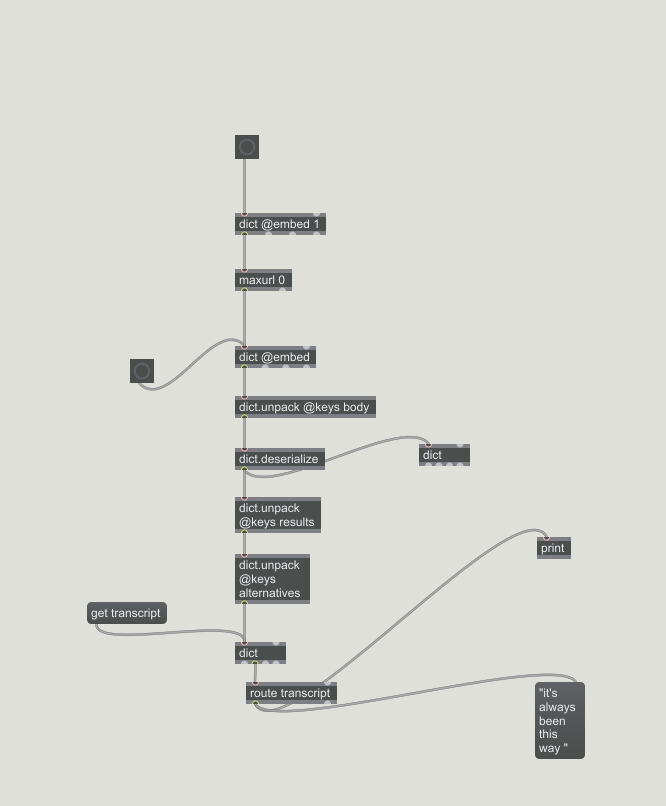 dict @embed 1
maxurl 0
dict @embed
dict.unpack @keys body
dict.deserialize
dict
dict.unpack
@keys results
print
dict.unpack
@keys
alternatives
get transcript
dict
route transcript
"it's
always
been
this
way "